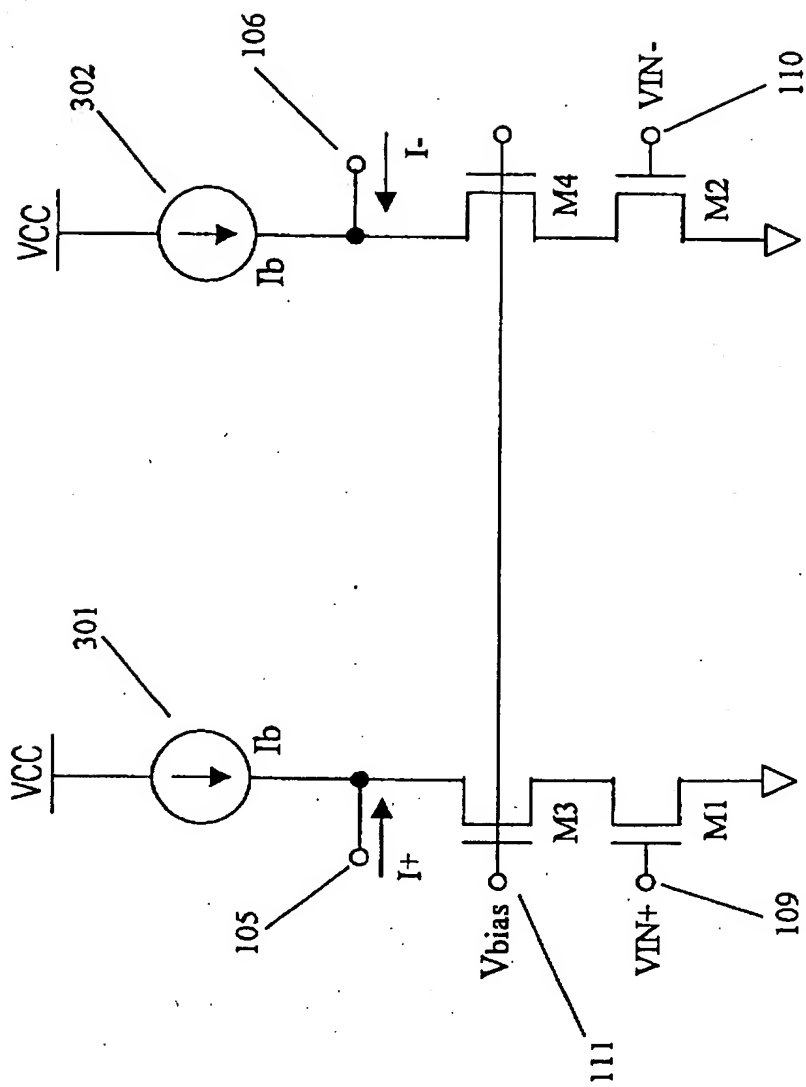 VCC
VCC
301
302
Ib
Ib
105
106
I+
I-
Vbias
M3
M4
111
VIN+
VIN-
M1
M2
109
110